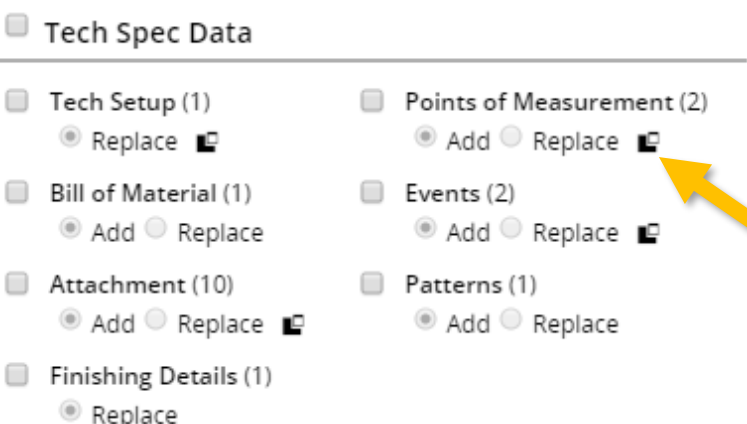 Tech Spec Data
Tech Setup (1)
Replace
Points of Measurement (2)
Add Replace
Bill of Material (1)
Add Replace
Events (2)
Add Replace
Attachment (10)
Add Replace
Patterns (1)
Add Replace
Finishing Details (1)
Replace